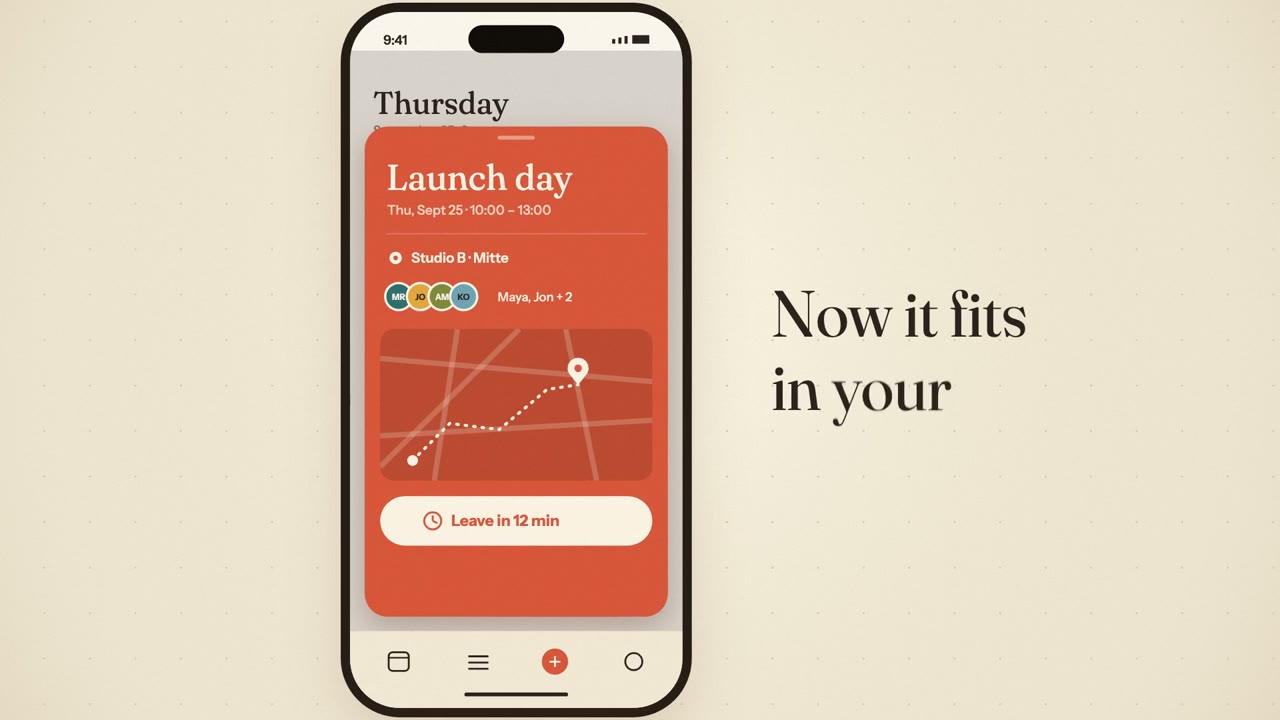 9:41
Thursday
Launch day
Thu, Sept 25 · 10:00 – 13:00
Studio B · Mitte
MR JO AM KO
Maya, Jon + 2
Leave in 12 min
Now it fits
in your